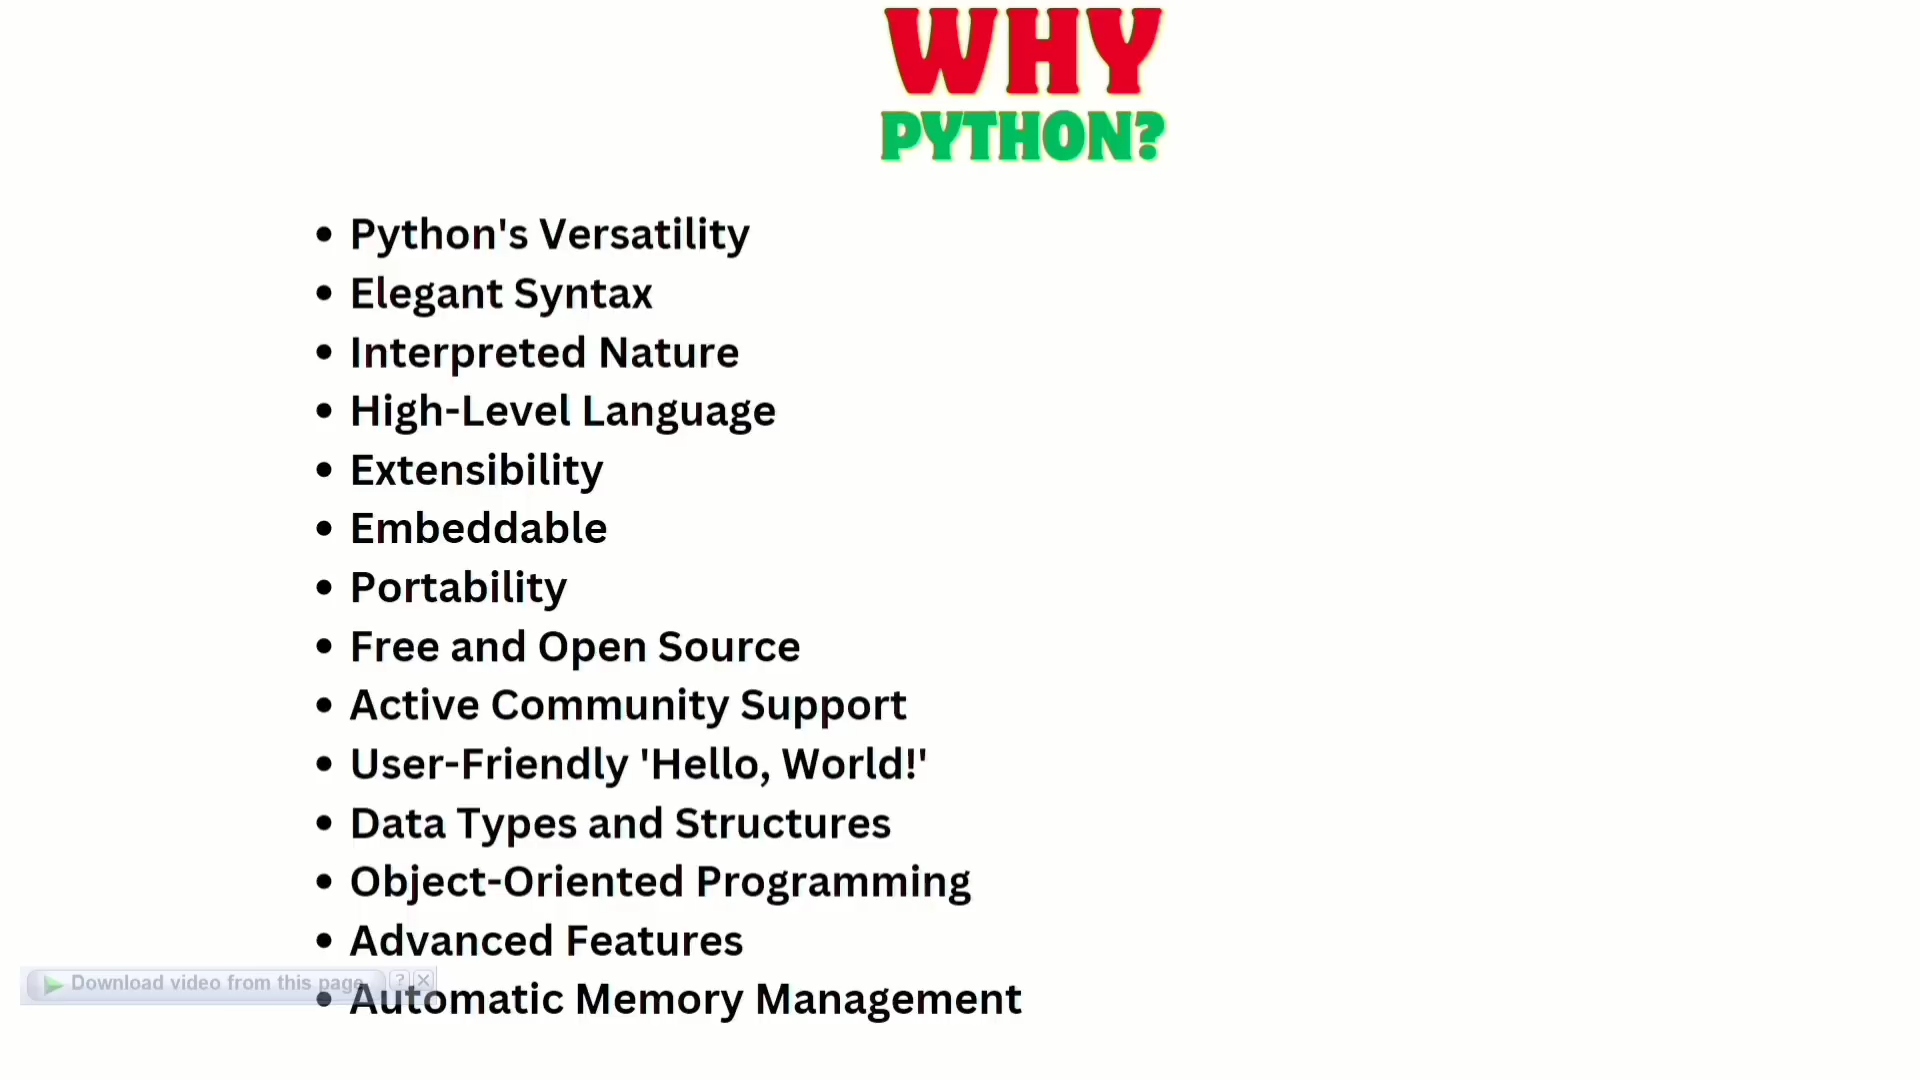 WHY
PYTHON?
• Python's Versatility
• Elegant Syntax
• Interpreted Nature
• High-Level Language
• Extensibility
• Embeddable
• Portability
• Free and Open Source
• Active Community Support
• User-Friendly 'Hello, World!'
• Data Types and Structures
• Object-Oriented Programming
• Advanced Features
Download video from this page ?
• Automatic Memory Management